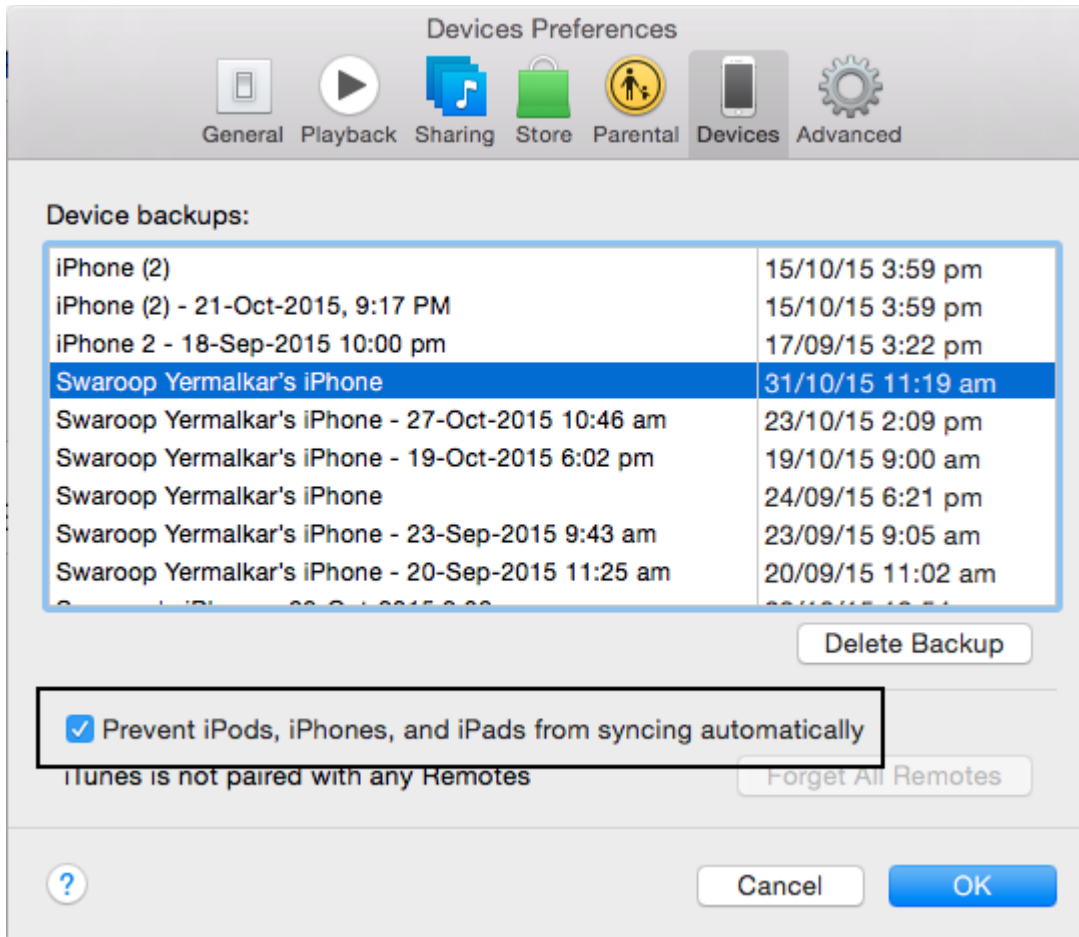 Devices Preferences
General Playback Sharing Store Parental Devices Advanced
Device backups:
iPhone (2) 15/10/15 3:59 pm
iPhone (2) - 21-Oct-2015, 9:17 PM 15/10/15 3:59 pm
iPhone 2 - 18-Sep-2015 10:00 pm 17/09/15 3:22 pm
Swaroop Yermalkar's iPhone 31/10/15 11:19 am
Swaroop Yermalkar's iPhone - 27-Oct-2015 10:46 am 23/10/15 2:09 pm
Swaroop Yermalkar's iPhone - 19-Oct-2015 6:02 pm 19/10/15 9:00 am
Swaroop Yermalkar's iPhone 24/09/15 6:21 pm
Swaroop Yermalkar's iPhone - 23-Sep-2015 9:43 am 23/09/15 9:05 am
Swaroop Yermalkar's iPhone - 20-Sep-2015 11:25 am 20/09/15 11:02 am
Delete Backup
Prevent iPods, iPhones, and iPads from syncing automatically
iTunes is not paired with any Remotes Forget All Remotes
? Cancel OK